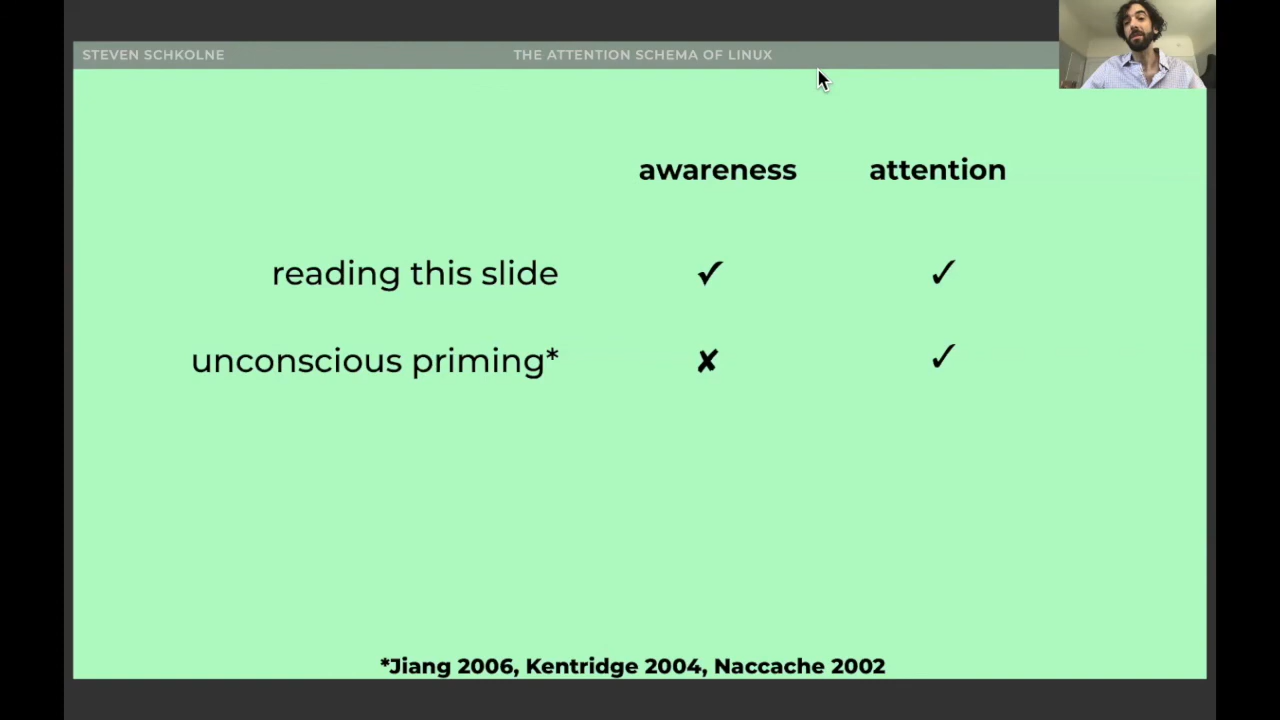 STEVEN SCHKOLNE
THE ATTENTION SCHEMA OF LINUX
awareness attention
reading this slide ✓ ✓
unconscious priming* ✘ ✓
*Jiang 2006, Kentridge 2004, Naccache 2002